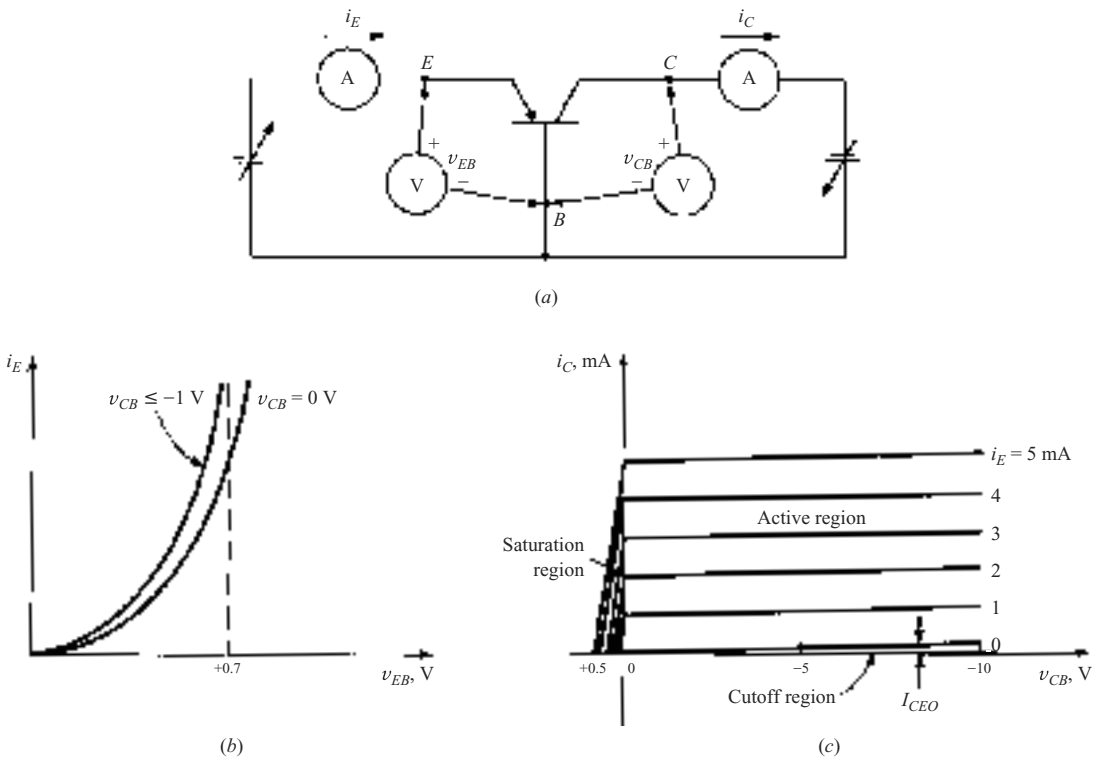 i_E
i_C
A
E
C
A
+
v_EB
−
V
v_CB
+
−
V
B
(a)
i_E
v_CB ≤ −1 V
v_CB = 0 V
+0.7
v_EB, V
(b)
i_C, mA
i_E = 5 mA
4
Active region
3
Saturation
region
2
1
0
+0.5
0
−5
−10
v_CB, V
Cutoff region
I_CEO
(c)